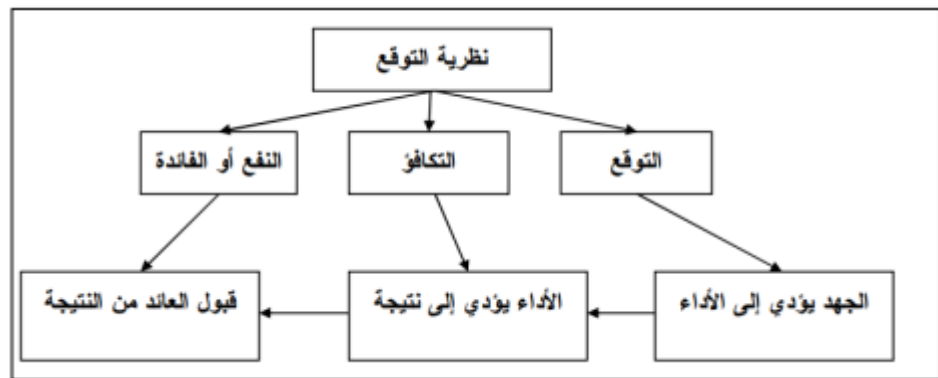 نظرية التوقع
التوقع
التكافؤ
النفع أو الفائدة
الجهد يؤدي إلى الأداء
الأداء يؤدي إلى نتيجة
قبول العائد من النتيجة